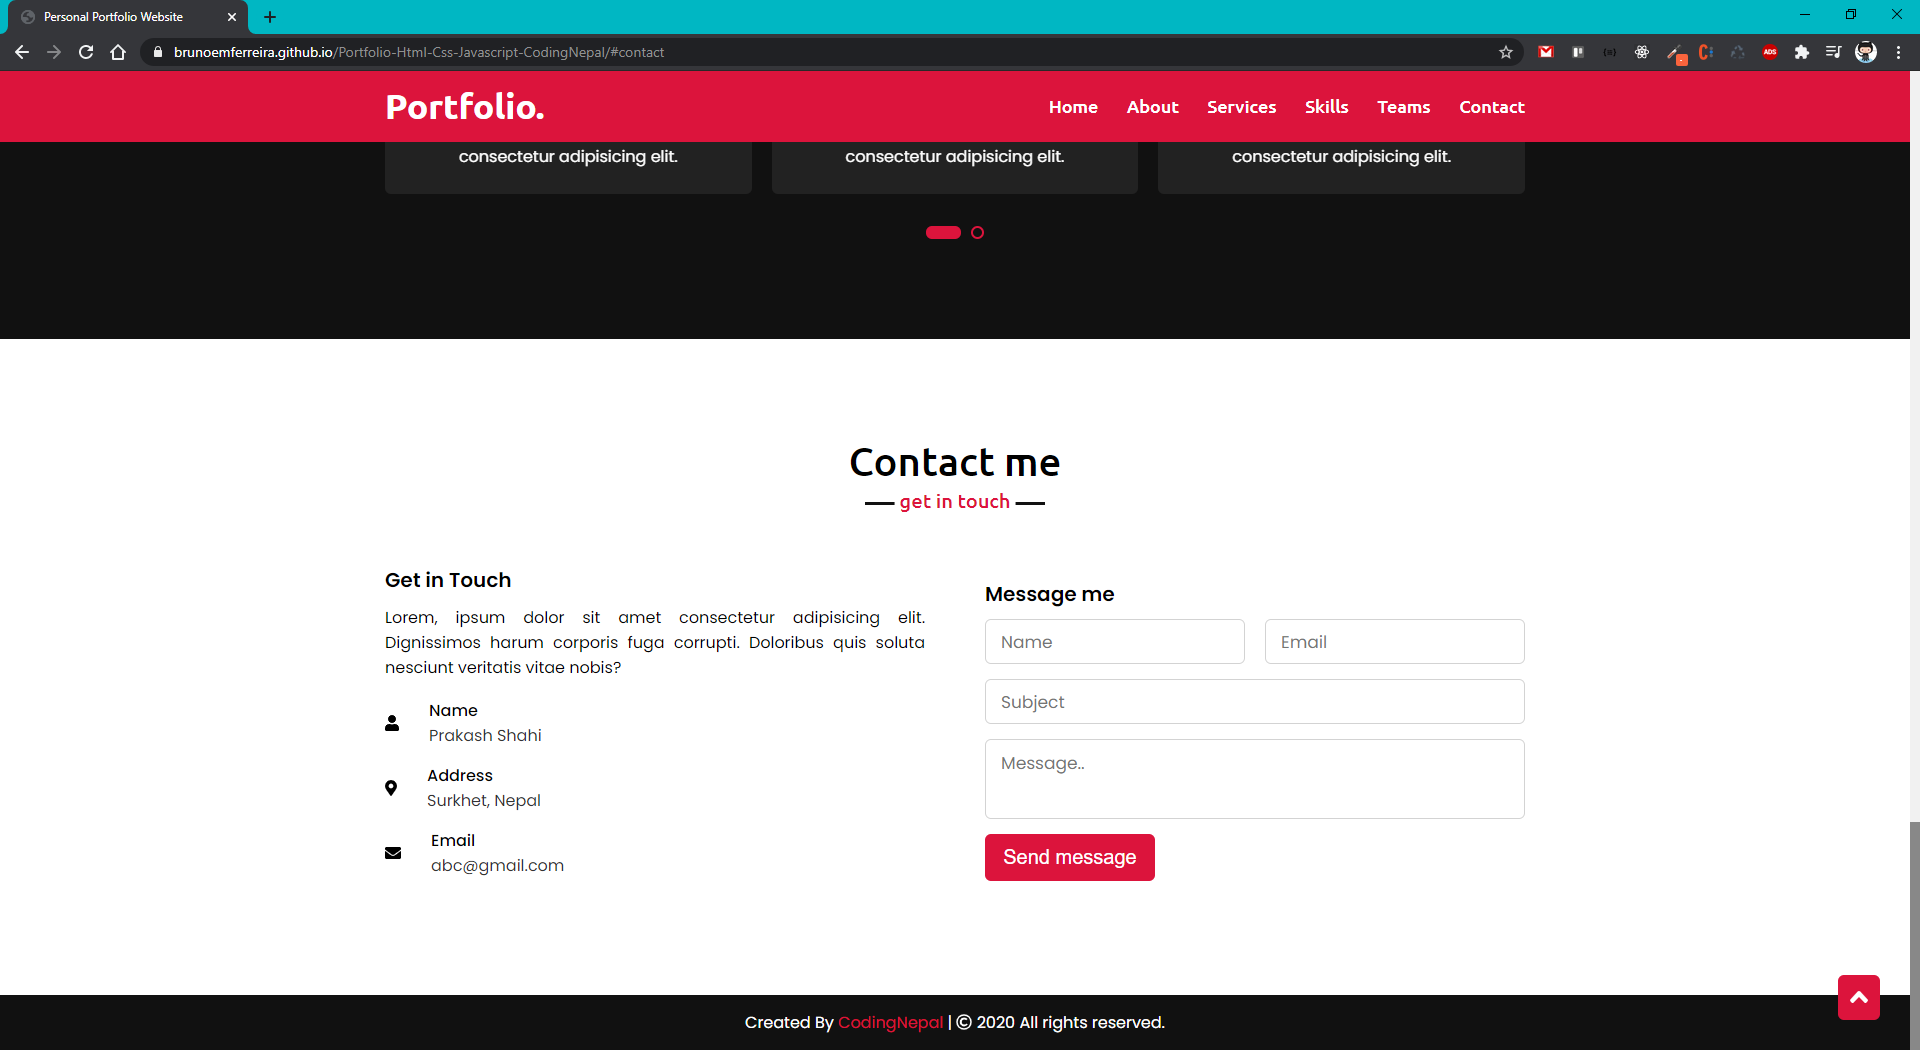 Personal Portfolio Website
brunoemferreira.github.io/Portfolio-Html-Css-Javascript-CodingNepal/#contact
ADS
Portfolio.
Home About Services Skills Teams Contact
consectetur adipisicing elit. consectetur adipisicing elit. consectetur adipisicing elit.
Contact me
get in touch
Get in Touch
Lorem, ipsum dolor sit amet consectetur adipisicing elit.
Dignissimos harum corporis fuga corrupti. Doloribus quis soluta
nesciunt veritatis vitae nobis?
Name
Prakash Shahi
Address
Surkhet, Nepal
Email
abc@gmail.com
Message me
Name Email
Subject
Message..
Send message
Created By CodingNepal | © 2020 All rights reserved.